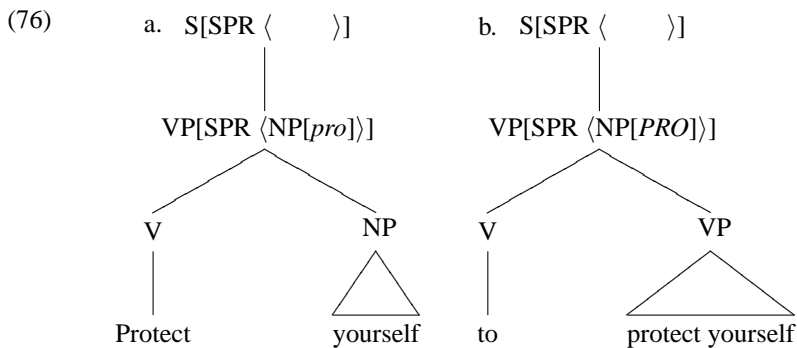 (76) a. S[SPR ⟨ ⟩] b. S[SPR ⟨ ⟩]
VP[SPR ⟨NP[pro]⟩] VP[SPR ⟨NP[PRO]⟩]
V NP V VP
Protect yourself to protect yourself